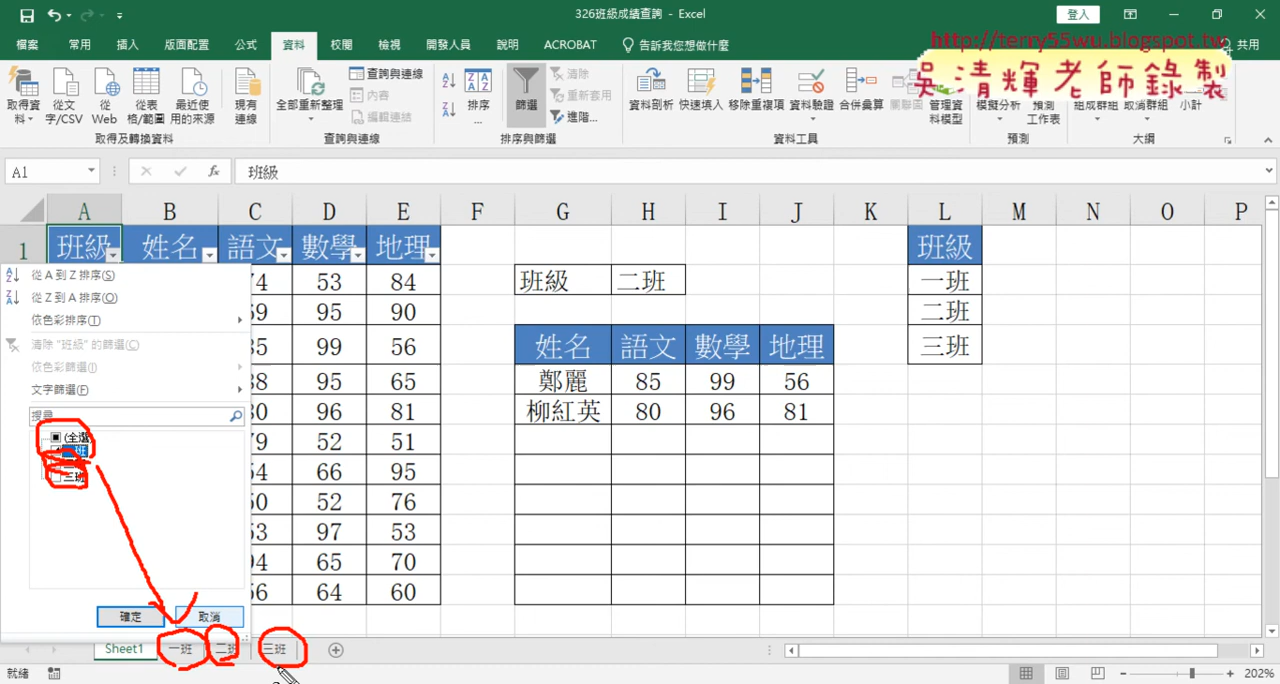 326班級成績查詢 - Excel
登入
檔案 常用 插入 版面配置 公式 資料 校閱 檢視 開發人員 說明 ACROBAT 告訴我您想做什麼 共用
http://terry55wu.blogspot.tw
吳清輝老師錄製
取得資料 從文字/CSV 從 Web 從表格/範圍 最近使用的來源 現有連線
取得及轉換資料
全部重新整理 查詢與連線 內容 編輯連結
查詢與連線
排序... 篩選 清除 重新套用 進階...
排序與篩選
資料剖析 快速填入 移除重複項 資料驗證 合併彙算 管理資料模型
資料工具
模擬分析 預測工作表
預測
組成群組 取消群組 小計
大綱
A1 fx 班級
A B C D E F G H I J K L M N O P
1 班級 姓名 語文 數學 地理 班級
74 53 84 班級 二班 一班
95 90 二班
99 56 姓名 語文 數學 地理 三班
95 65 鄭麗 85 99 56
96 81 柳紅英 80 96 81
52 51
66 95
52 76
97 53
65 70
64 60
從 A 到 Z 排序(S)
從 Z 到 A 排序(O)
依色彩排序(T)
清除 "班級" 的篩選(C)
依色彩篩選(I)
文字篩選(F)
搜尋
(全選)
三班
確定 取消
Sheet1 一班 二班 三班
就緒 202%